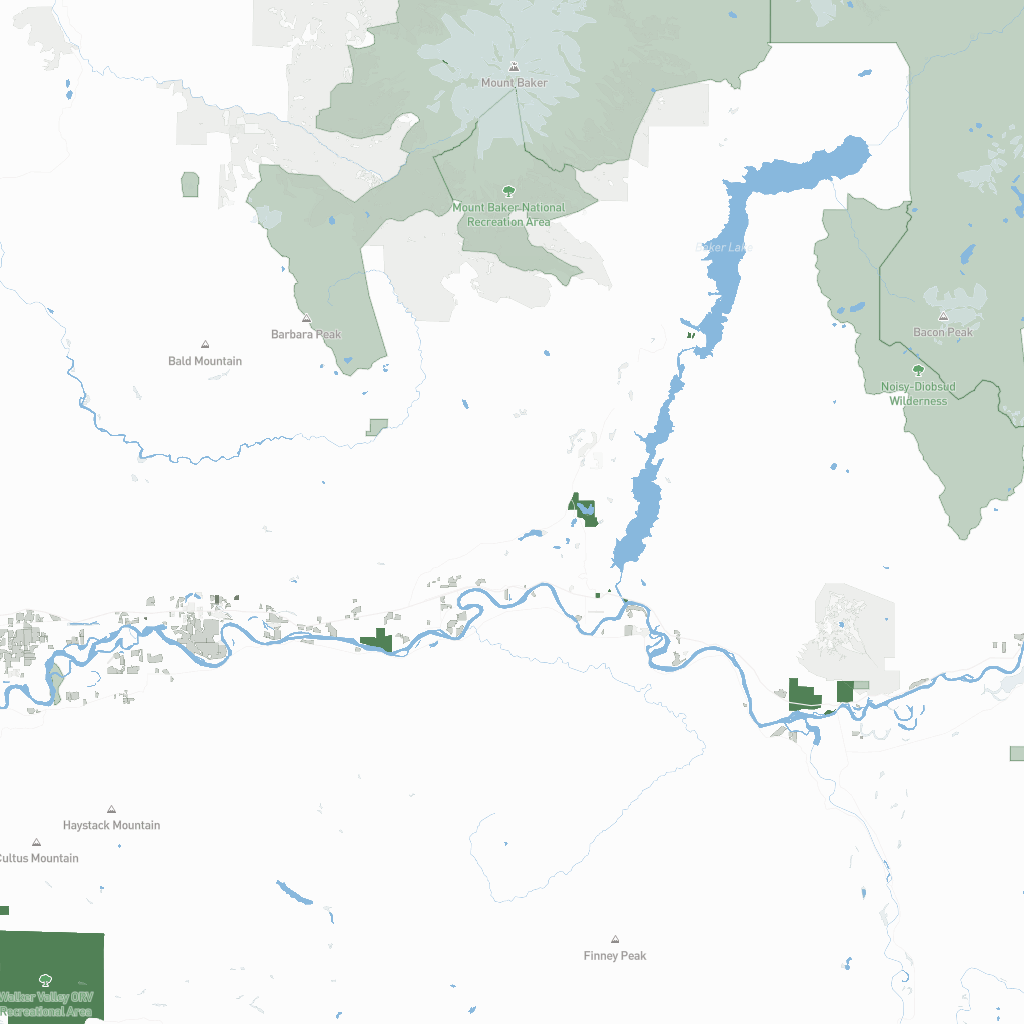 Mount Baker
Mount Baker National
Recreation Area
Baker Lake
Barbara Peak
Bald Mountain
Bacon Peak
Noisy-Diobsud
Wilderness
Haystack Mountain
Cultus Mountain
Finney Peak
Walker Valley ORV
Recreational Area